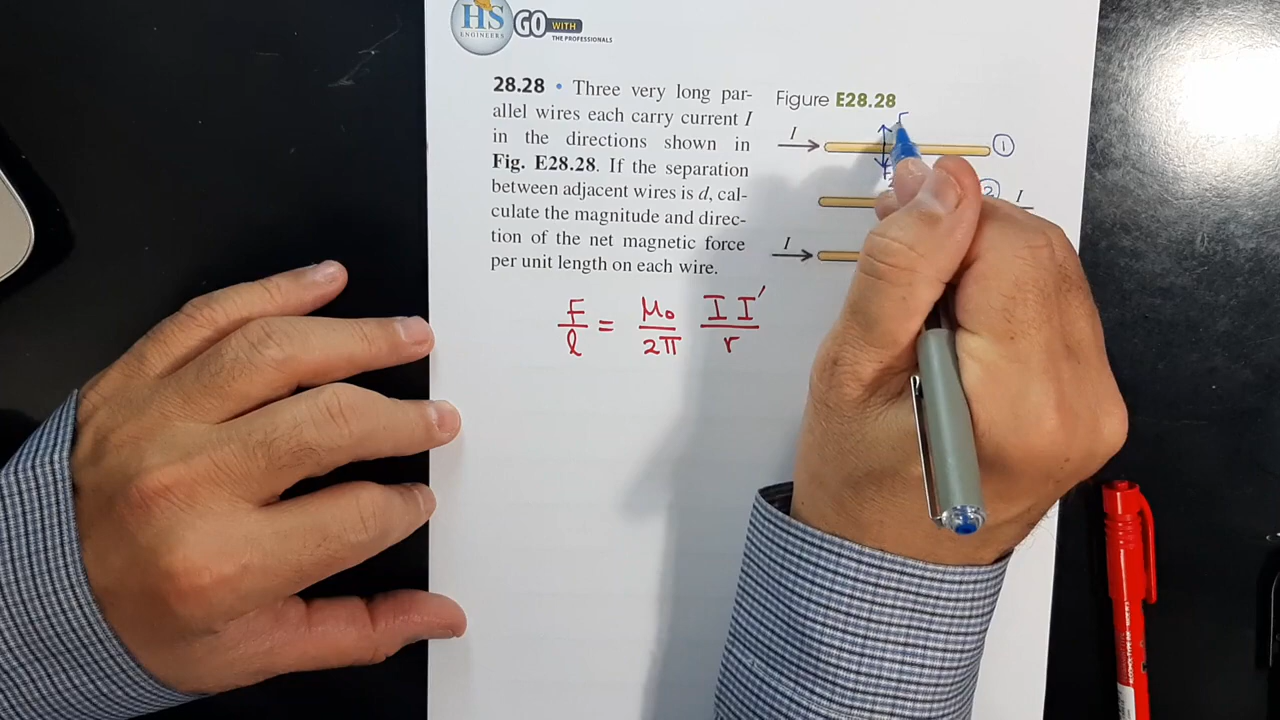 HS
ENGINEERS
GO WITH
THE PROFESSIONALS
28.28 • Three very long par-
allel wires each carry current I
in the directions shown in
Fig. E28.28. If the separation
between adjacent wires is d, cal-
culate the magnitude and direc-
tion of the net magnetic force
per unit length on each wire.
Figure E28.28
I
1
2 I
I
F/l = μ₀/2π I I′/r